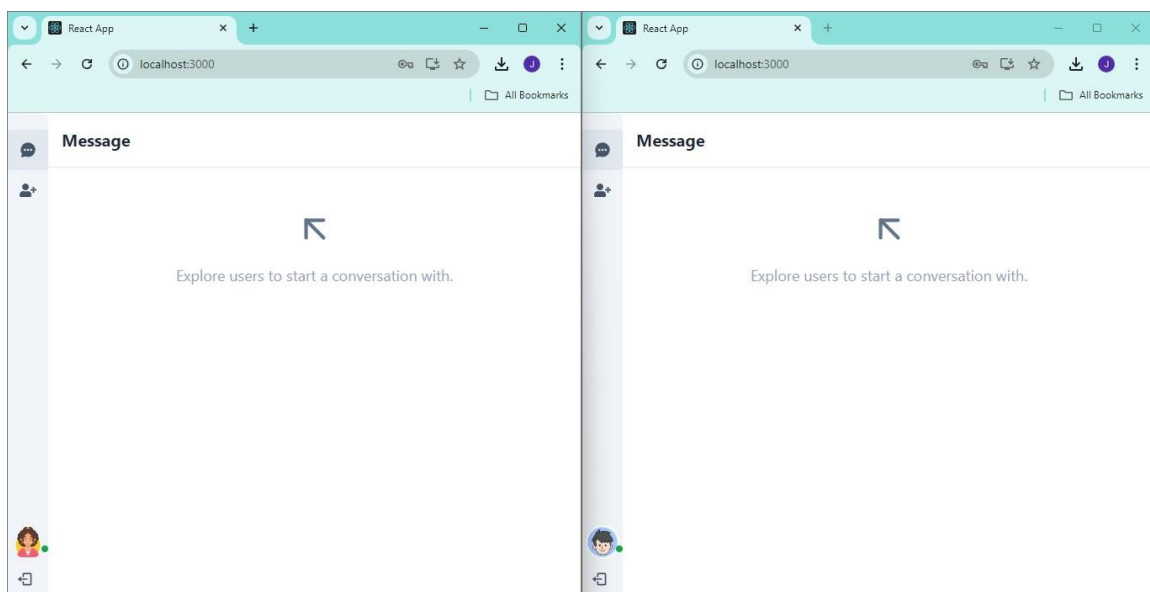 React App
localhost:3000
J
All Bookmarks
Message
Explore users to start a conversation with.
React App
localhost:3000
J
All Bookmarks
Message
Explore users to start a conversation with.